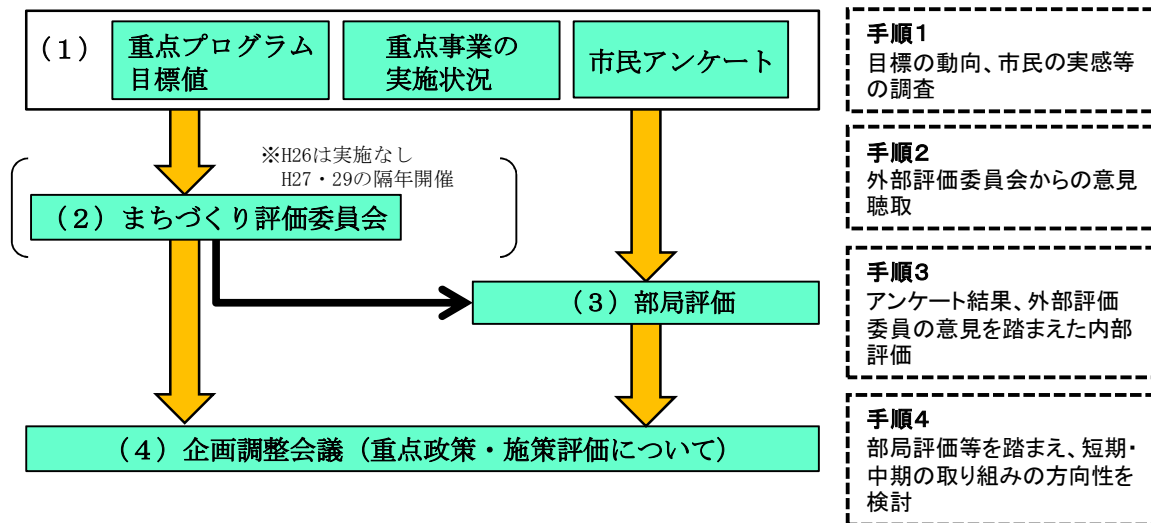 (1)
重点プログラム
目標値
重点事業の
実施状況
市民アンケート
※H26は実施なし
H27・29の隔年開催
(2)まちづくり評価委員会
(3)部局評価
(4)企画調整会議(重点政策・施策評価について)
手順1
目標の動向、市民の実感等
の調査
手順2
外部評価委員会からの意見
聴取
手順3
アンケート結果、外部評価
委員の意見を踏まえた内部
評価
手順4
部局評価等を踏まえ、短期・
中期の取り組みの方向性を
検討